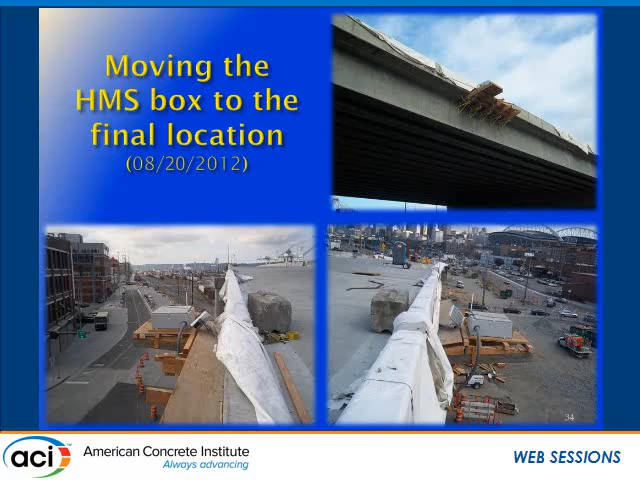 Moving the
HMS box to the
final location
(08/20/2012)
34
aci
American Concrete Institute
Always advancing
WEB SESSIONS